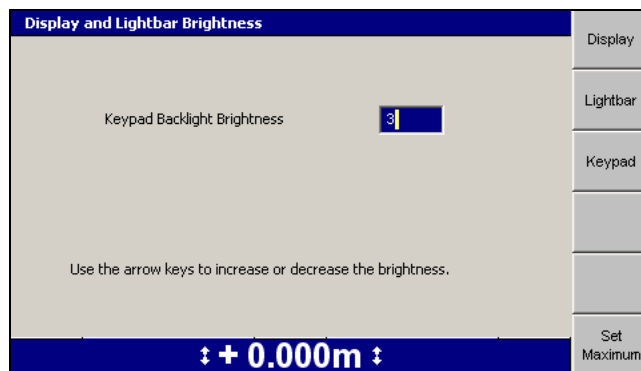 Display and Lightbar Brightness
Display
Lightbar
Keypad
Keypad Backlight Brightness 3
Use the arrow keys to increase or decrease the brightness.
Set
Maximum
↕ + 0.000m ↕